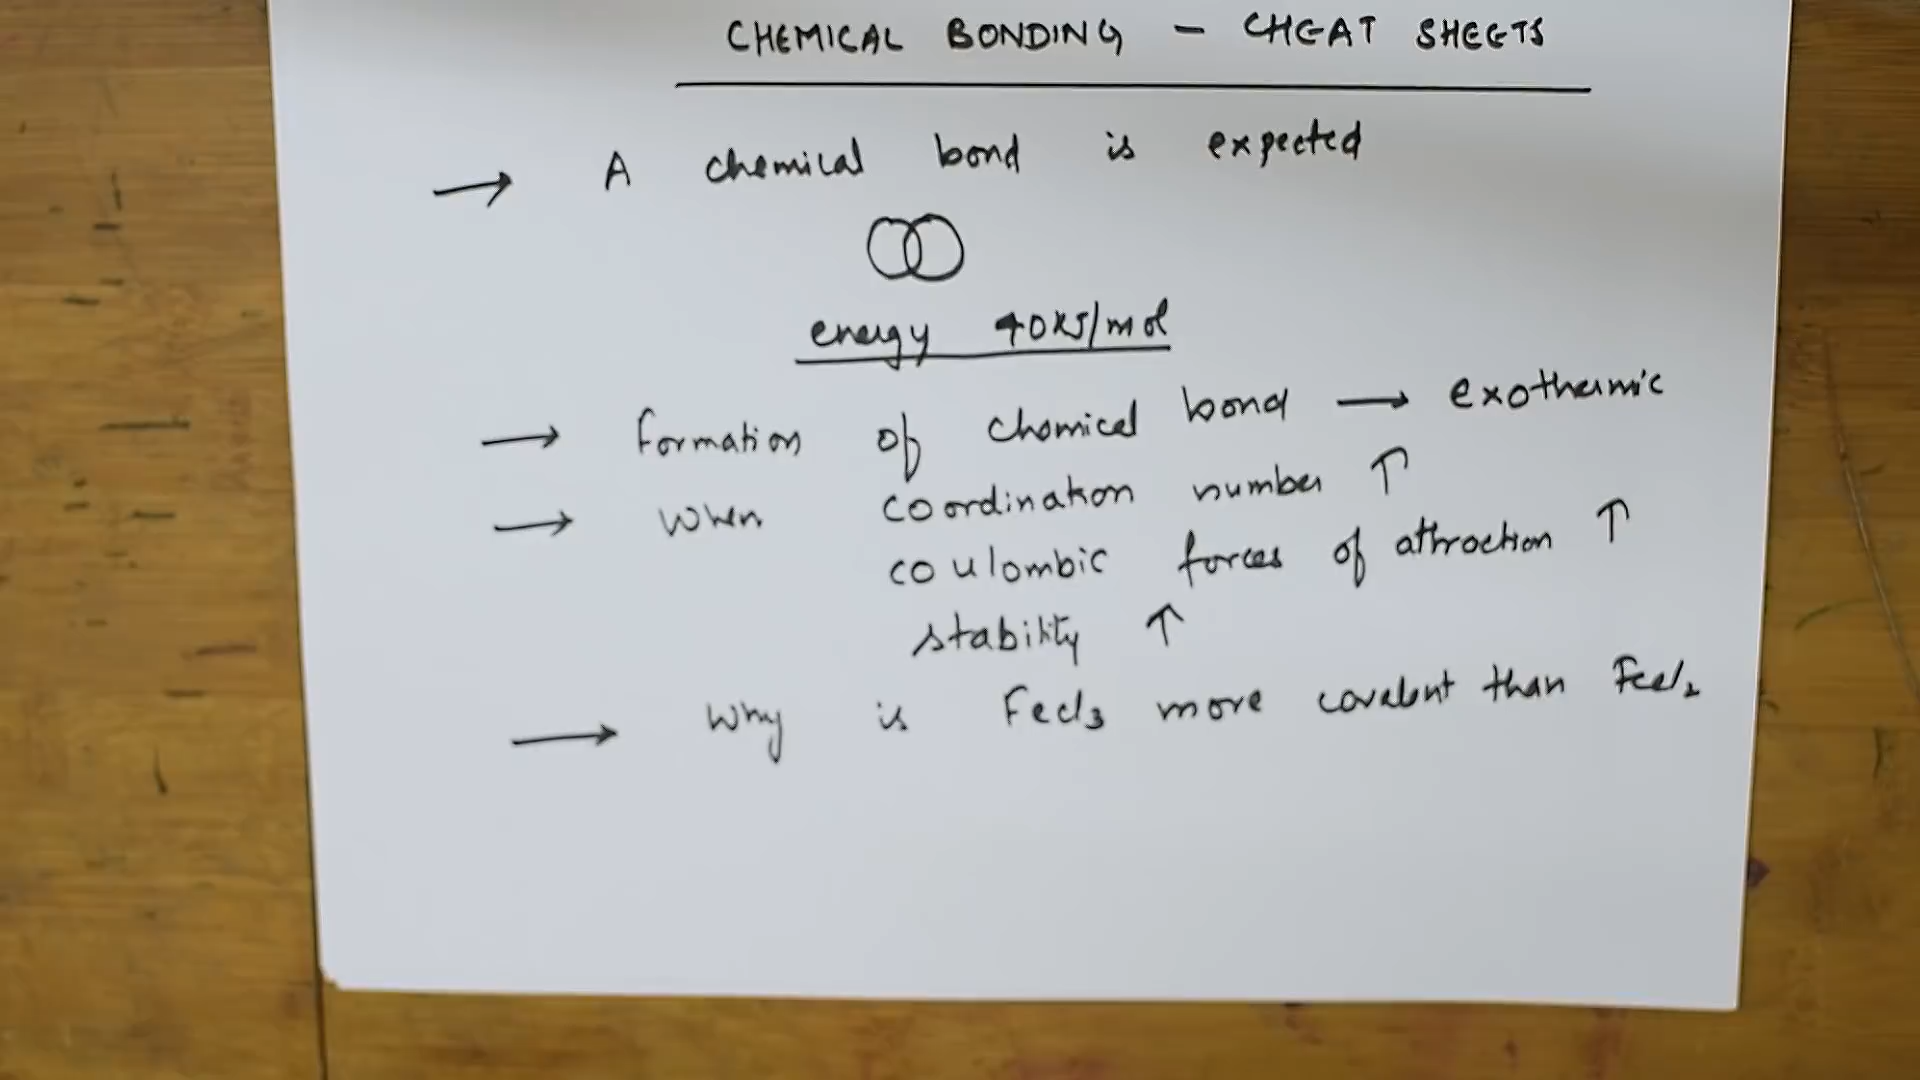 CHEMICAL BONDING - CHEAT SHEETS
→ A chemical bond is expected
energy 40KJ/mol
→ Formation of chemical bond → exothermic
→ When coordination number ↑
coulombic forces of attraction ↑
stability ↑
→ Why is FeCl3 more covalent than FeCl2